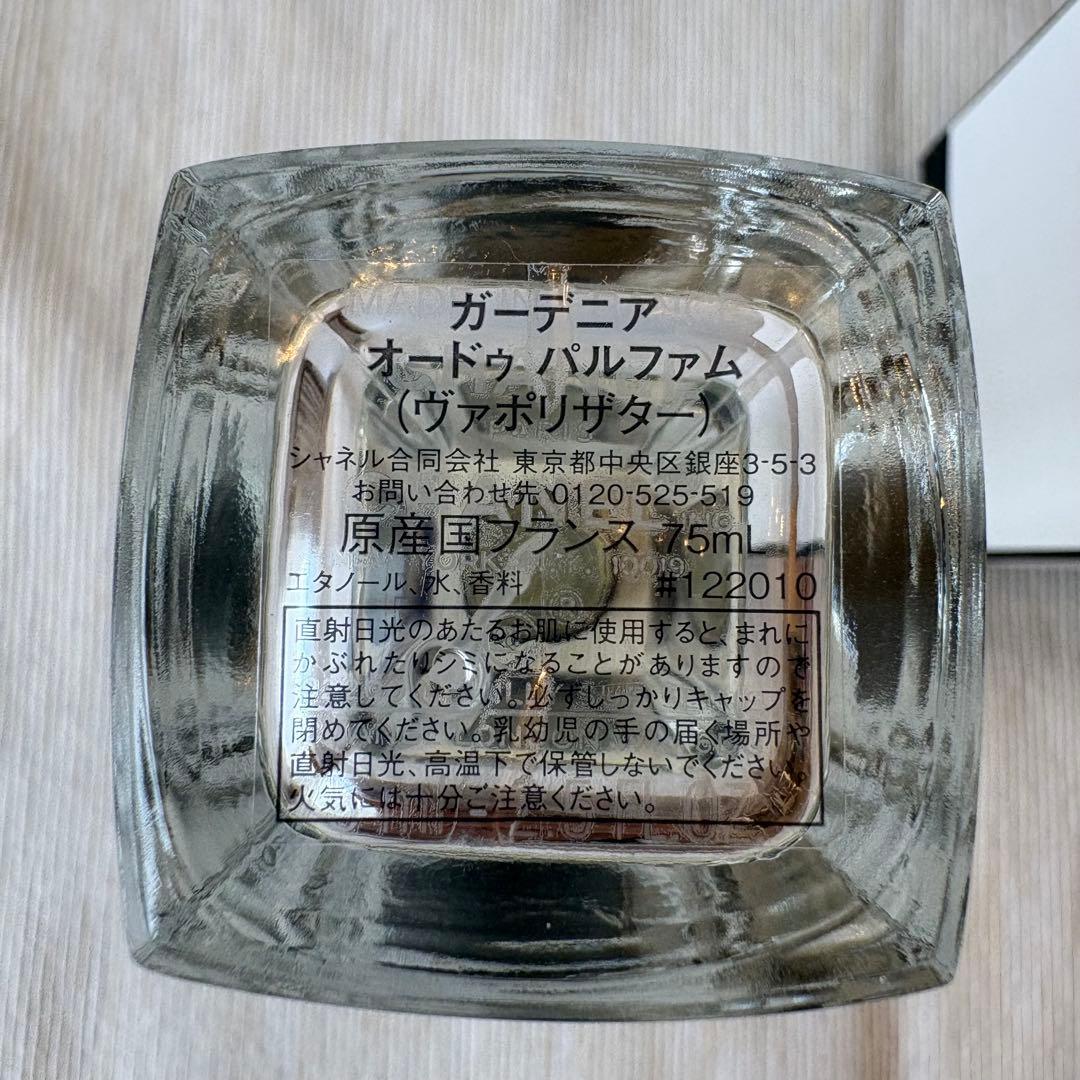 ガーデニア
オードゥ パルファム
(ヴァポリザター)
シャネル合同会社 東京都中央区銀座3-5-3
お問い合わせ先 0120-525-519
原産国フランス 75mL
エタノール、水、香料 #122010
直射日光のあたるお肌に使用すると、まれに
かぶれたりシミになることがありますので
注意してください。必ずしっかりキャップを
閉めてください。乳幼児の手の届く場所や
直射日光、高温下で保管しないでください。
火気には十分ご注意ください。